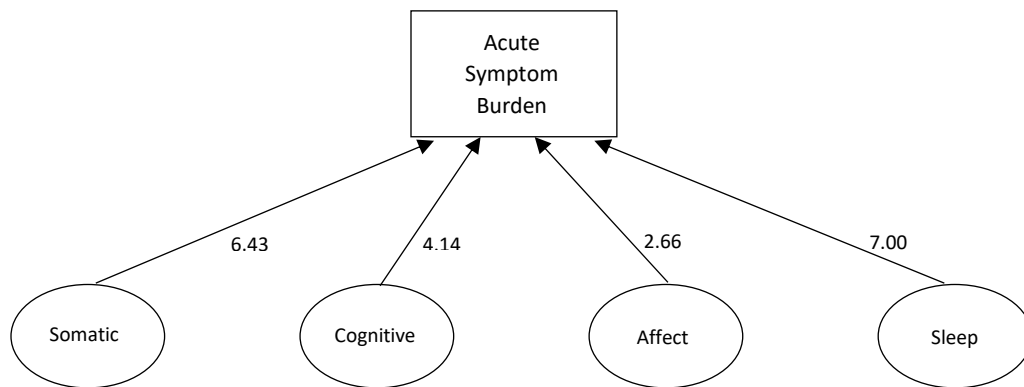 Acute
Symptom
Burden
6.43
4.14
2.66
7.00
Somatic
Cognitive
Affect
Sleep